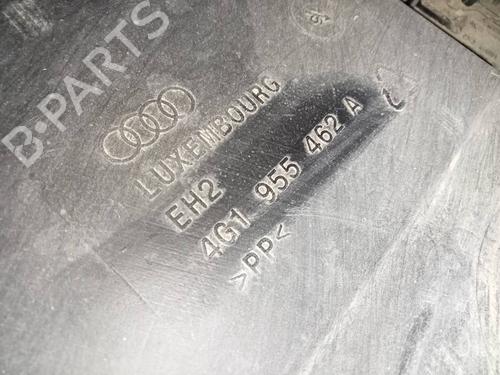 B-PARTS
LUXEMBOURG
EH2
4G1 955 462 A
>PP<